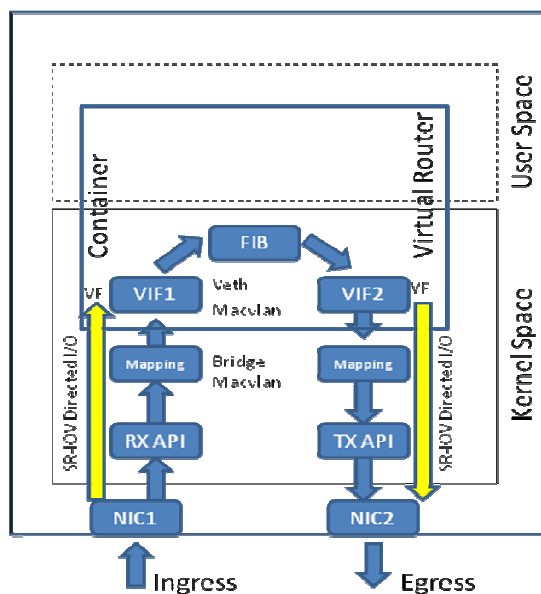 User Space
Container
Virtual Router
FIB
VF
VIF1
Veth
Macvlan
VIF2
VF
Kernel Space
Mapping
Bridge
Macvlan
Mapping
SR-IOV Directed I/O
RX API
TX API
SR-IOV Directed I/O
NIC1
NIC2
Ingress
Egress